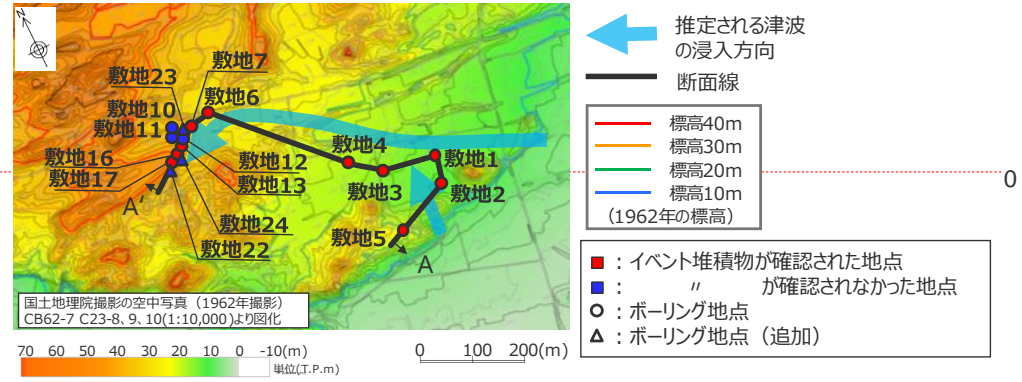 N
敷地7
敷地23
敷地6
敷地10
敷地11
敷地4
敷地1
敷地16
敷地12
敷地17
敷地13
敷地3
敷地2
A'
敷地24
敷地5
敷地22
A
国土地理院撮影の空中写真（1962年撮影）
CB62-7 C23-8、9、10(1:10,000)より図化
70 60 50 40 30 20 10 0 -10(m)
単位(T.P.m)
0 100 200(m)
推定される津波
の浸入方向
断面線
標高40m
標高30m
標高20m
標高10m
（1962年の標高）
0
：イベント堆積物が確認された地点
： 〃 が確認されなかった地点
：ボーリング地点
：ボーリング地点（追加）